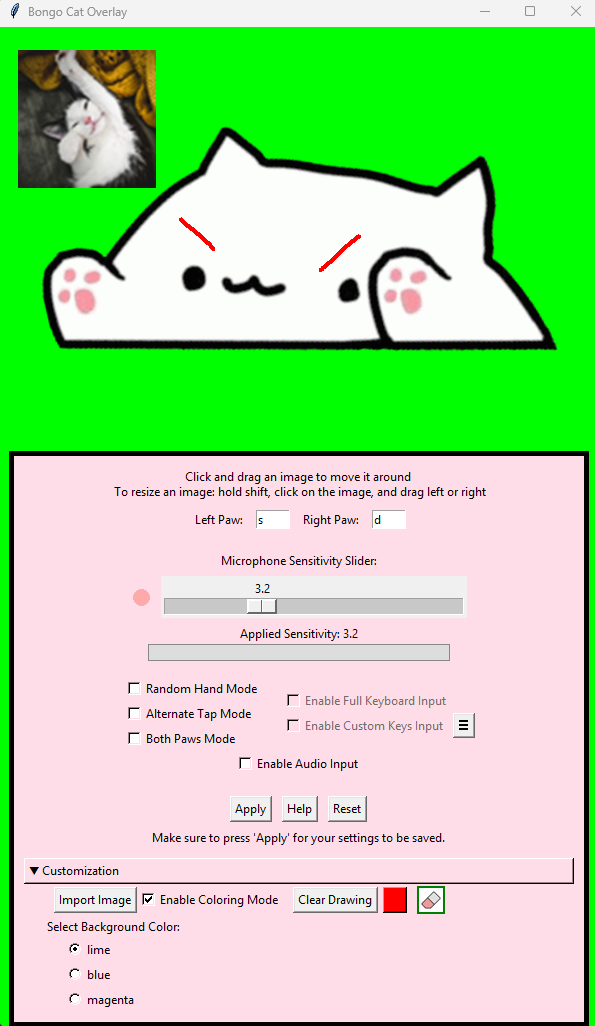 Bongo Cat Overlay
Click and drag an image to move it around
To resize an image: hold shift, click on the image, and drag left or right
Left Paw: s Right Paw: d
Microphone Sensitivity Slider:
3.2
Applied Sensitivity: 3.2
Random Hand Mode
Enable Full Keyboard Input
Alternate Tap Mode
Enable Custom Keys Input
Both Paws Mode
Enable Audio Input
Apply Help Reset
Make sure to press 'Apply' for your settings to be saved.
▼ Customization
Import Image Enable Coloring Mode Clear Drawing
Select Background Color:
lime
blue
magenta